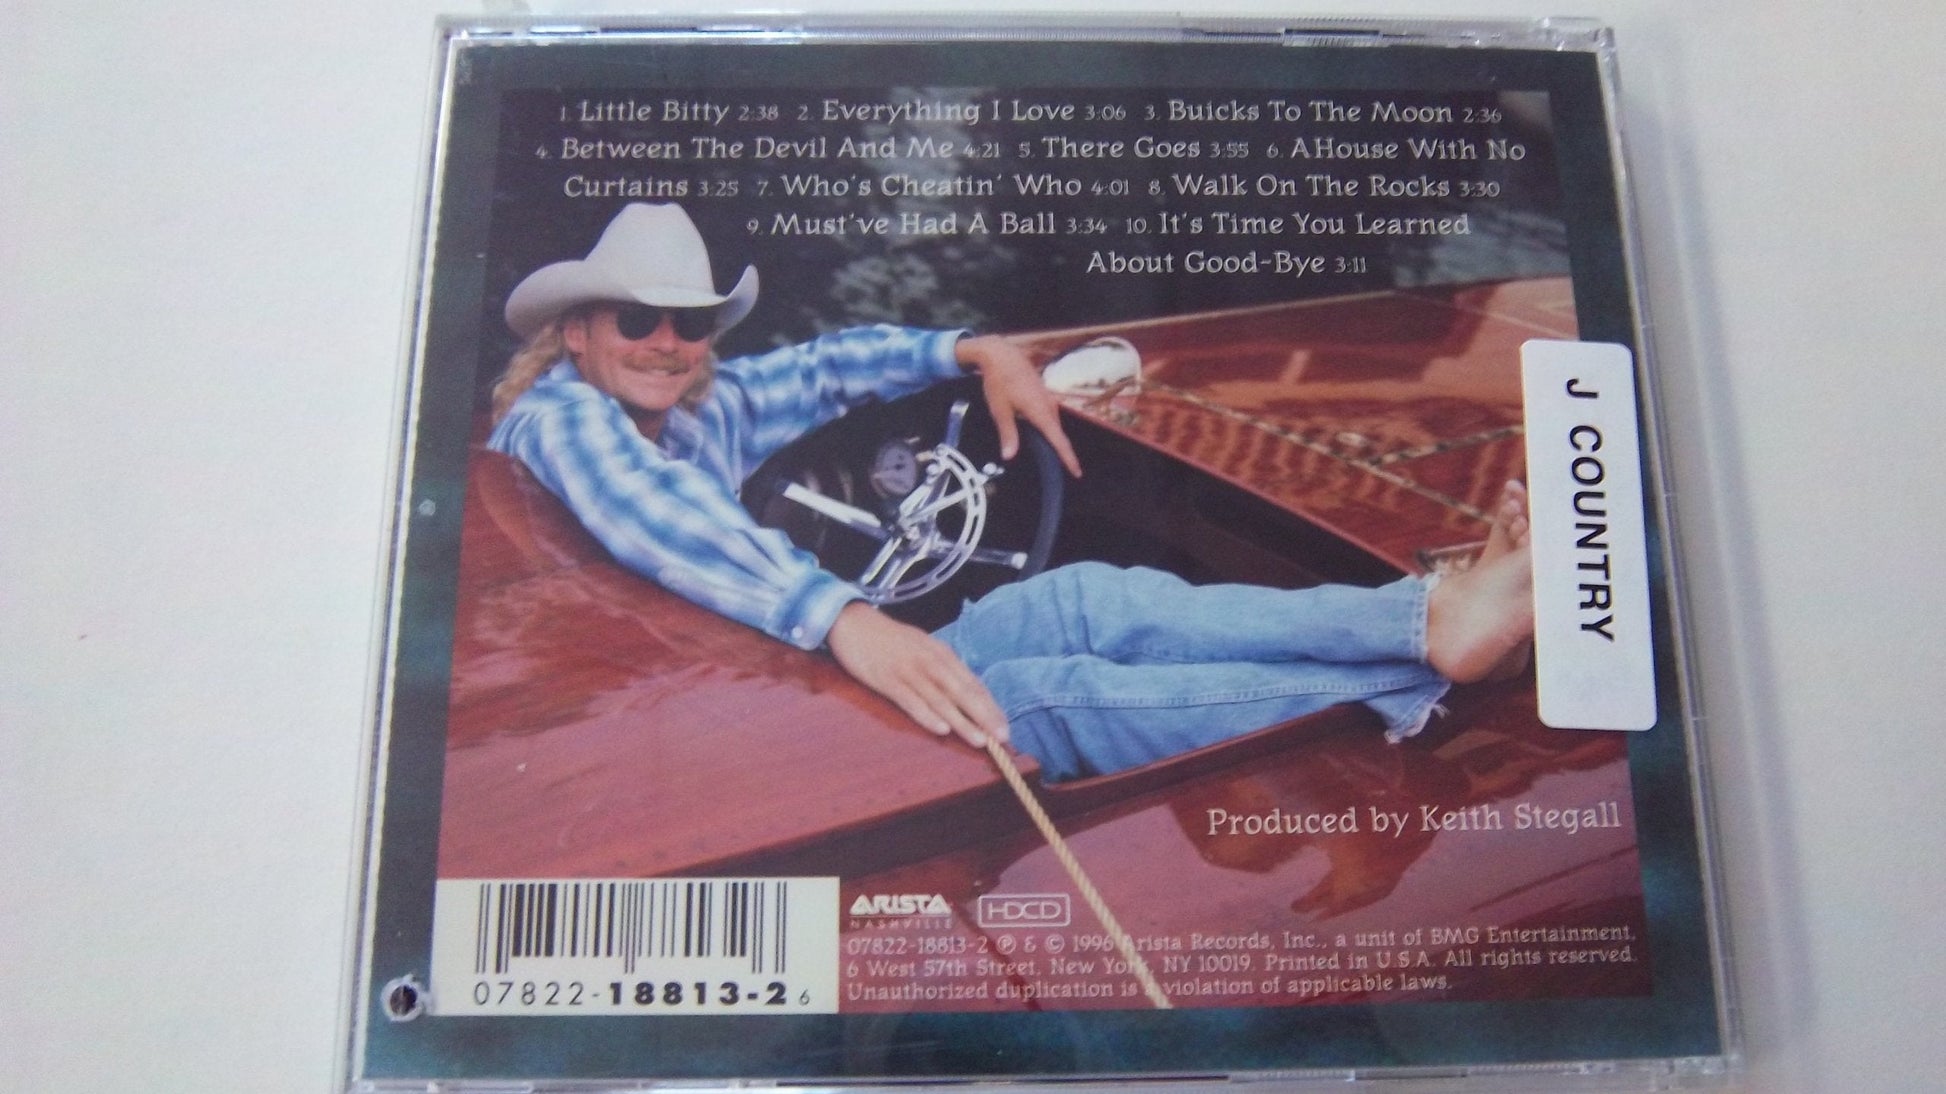 1. Little Bitty 2:38 2. Everything I Love 3:06 3. Buicks To The Moon 2:36
4. Between The Devil And Me 4:21 5. There Goes 3:55 6. A House With No
Curtains 3:25 7. Who's Cheatin' Who 4:01 8. Walk On The Rocks 3:30
9. Must've Had A Ball 3:34 10. It's Time You Learned
About Good-Bye 3:11
J COUNTRY
Produced by Keith Stegall
ARISTA
NASHVILLE
HDCD
07822-18813-2 ℗ & © 1996 Arista Records, Inc., a unit of BMG Entertainment,
6 West 57th Street, New York, NY 10019. Printed in U.S.A. All rights reserved.
Unauthorized duplication is a violation of applicable laws.
07822-18813-2 6